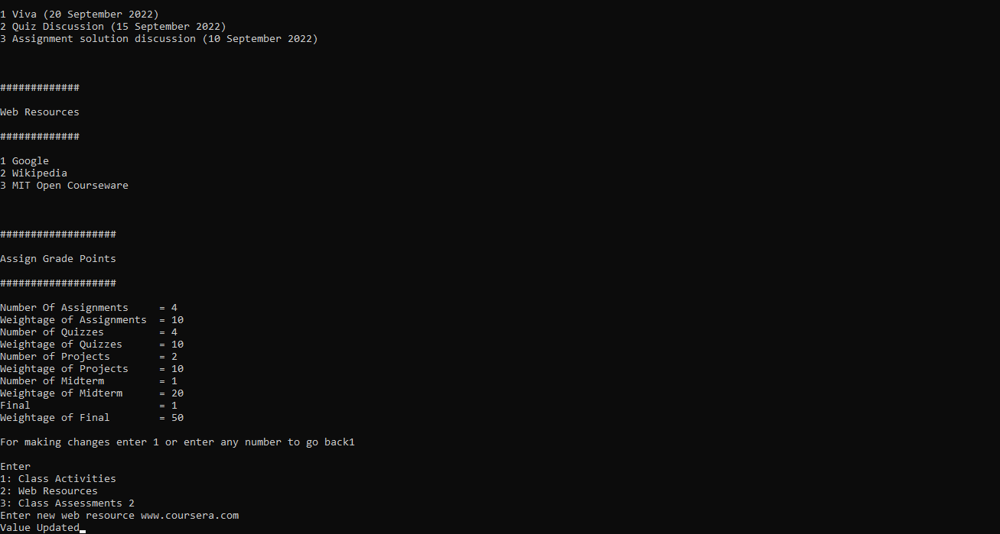 1 Viva (20 September 2022)
2 Quiz Discussion (15 September 2022)
3 Assignment solution discussion (10 September 2022)
#############
Web Resources
#############
1 Google
2 Wikipedia
3 MIT Open Courseware
###################
Assign Grade Points
###################
Number Of Assignments     = 4
Weightage of Assignments  = 10
Number of Quizzes         = 4
Weightage of Quizzes      = 10
Number of Projects        = 2
Weightage of Projects     = 10
Number of Midterm         = 1
Weightage of Midterm      = 20
Final                     = 1
Weightage of Final        = 50
For making changes enter 1 or enter any number to go back1
Enter
1: Class Activities
2: Web Resources
3: Class Assessments 2
Enter new web resource www.coursera.com
Value Updated